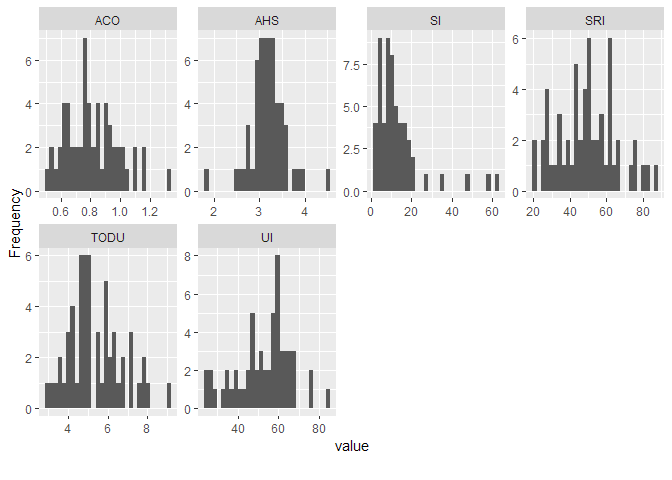 ACO AHS SI SRI
6 4 2 0
6 4 2 0
7.5 5.0 2.5 0.0
6 4 2 0
0.6 0.8 1.0 1.2
2 3 4
0 20 40 60
20 40 60 80
Frequency
TODU UI
6 4 2 0
8 6 4 2 0
4 6 8
40 60 80
value